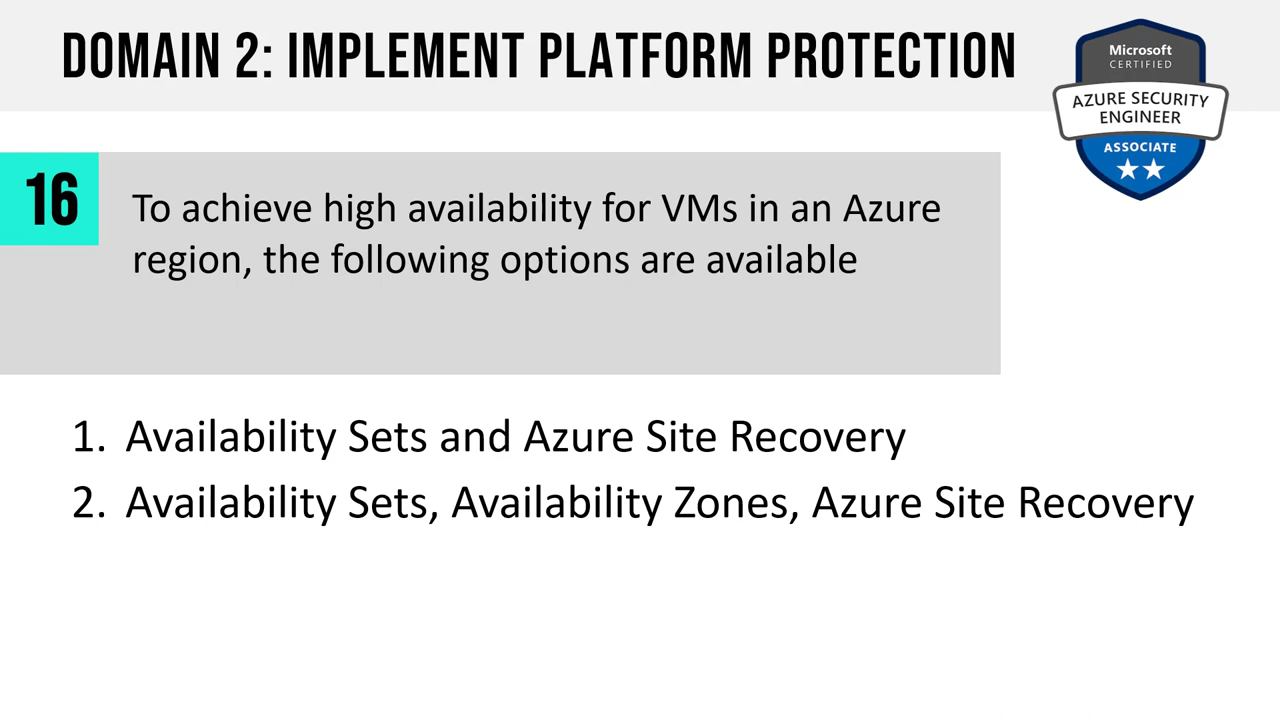 DOMAIN 2: IMPLEMENT PLATFORM PROTECTION
Microsoft
CERTIFIED
AZURE SECURITY
ENGINEER
ASSOCIATE
16
To achieve high availability for VMs in an Azure
region, the following options are available
1. Availability Sets and Azure Site Recovery
2. Availability Sets, Availability Zones, Azure Site Recovery